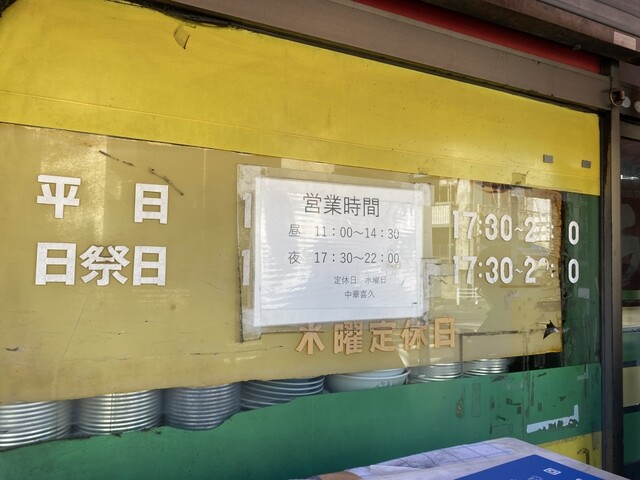 営業時間
昼 11：00～14：30
夜 17：30～22：00
定休日 水曜日
中華喜久
平日 17:30~2
日祭日 17:30~2
水曜定休日